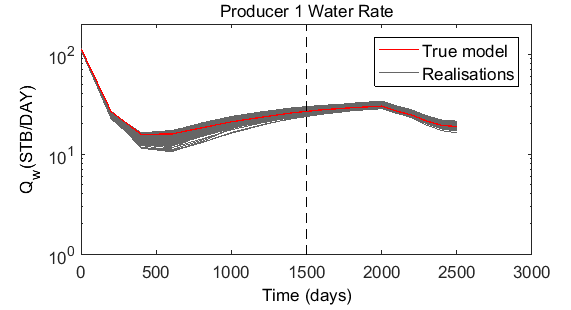 Producer 1 Water Rate
10^2
10^1
10^0
Q_w(STB/DAY)
True model
Realisations
0 500 1000 1500 2000 2500 3000
Time (days)